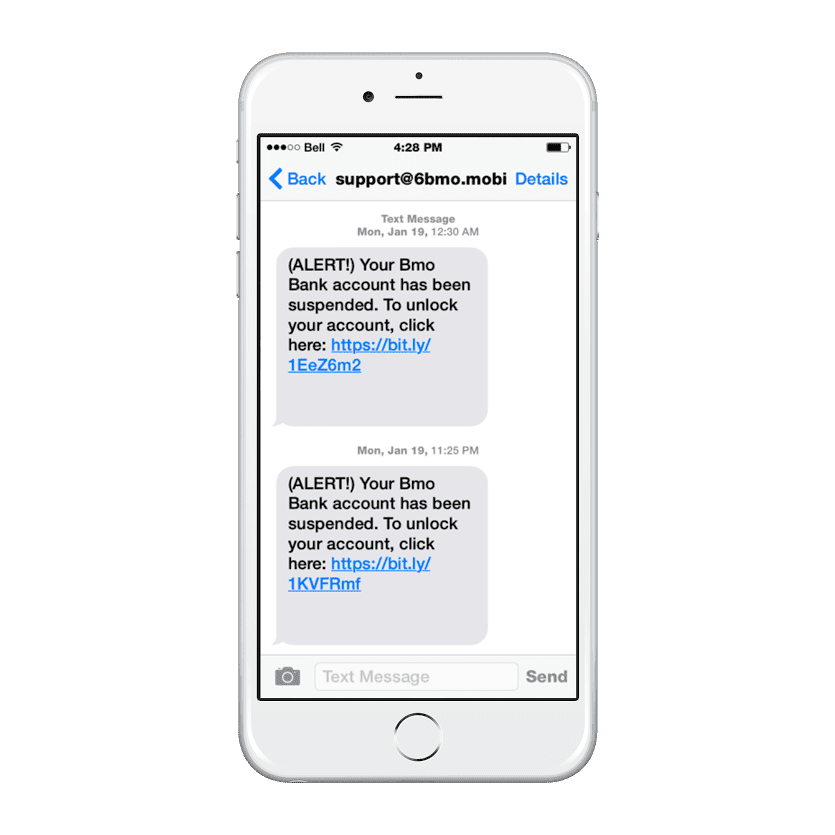 Bell 4:28 PM
Back support@6bmo.mobi Details
Text Message
Mon, Jan 19, 12:30 AM
(ALERT!) Your Bmo
Bank account has been
suspended. To unlock
your account, click
here: https://bit.ly/
1EeZ6m2
Mon, Jan 19, 11:25 PM
(ALERT!) Your Bmo
Bank account has been
suspended. To unlock
your account, click
here: https://bit.ly/
1KVFRmf
Text Message Send